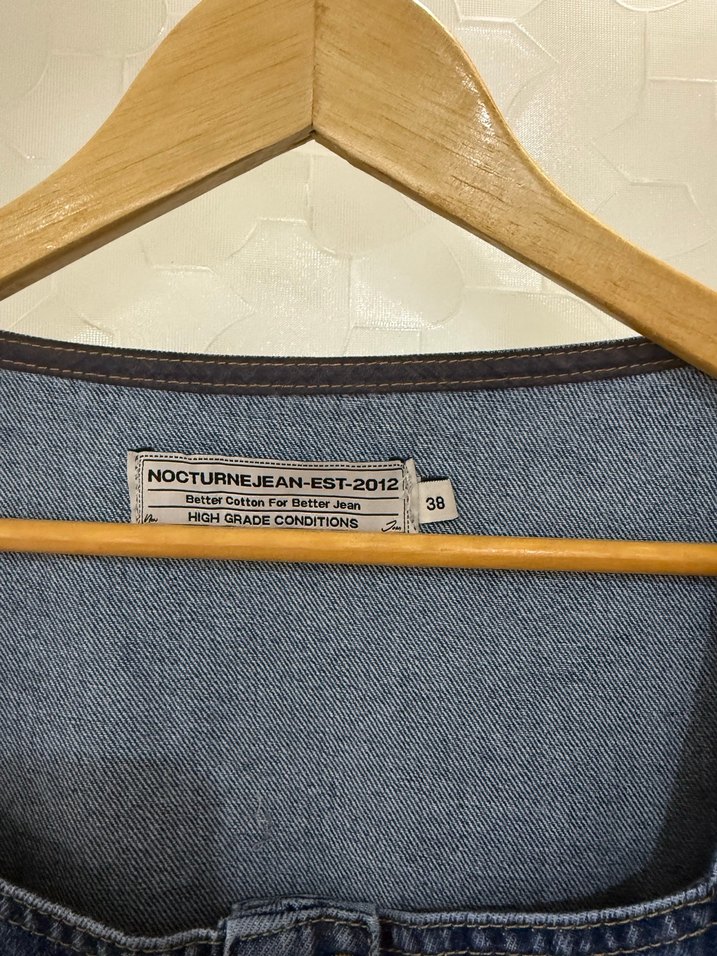 NOCTURNEJEAN-EST-2012
Better Cotton For Better Jean
HIGH GRADE CONDITIONS
38